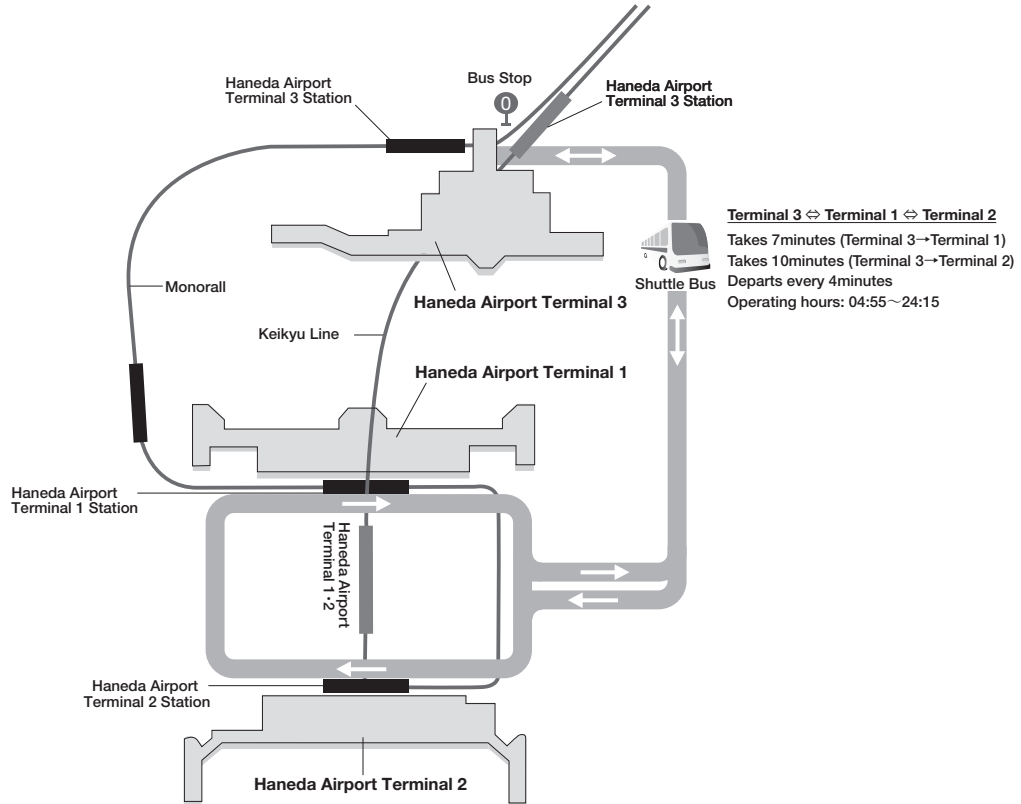 Bus Stop
0
Haneda Airport
Terminal 3 Station
Haneda Airport
Terminal 3 Station
Terminal 3 ⇔ Terminal 1 ⇔ Terminal 2
Takes 7minutes (Terminal 3→Terminal 1)
Takes 10minutes (Terminal 3→Terminal 2)
Departs every 4minutes
Operating hours: 04:55～24:15
Shuttle Bus
Monorall
Haneda Airport Terminal 3
Keikyu Line
Haneda Airport Terminal 1
Haneda Airport
Terminal 1 Station
Haneda Airport
Terminal 1･2
Haneda Airport
Terminal 2 Station
Haneda Airport Terminal 2